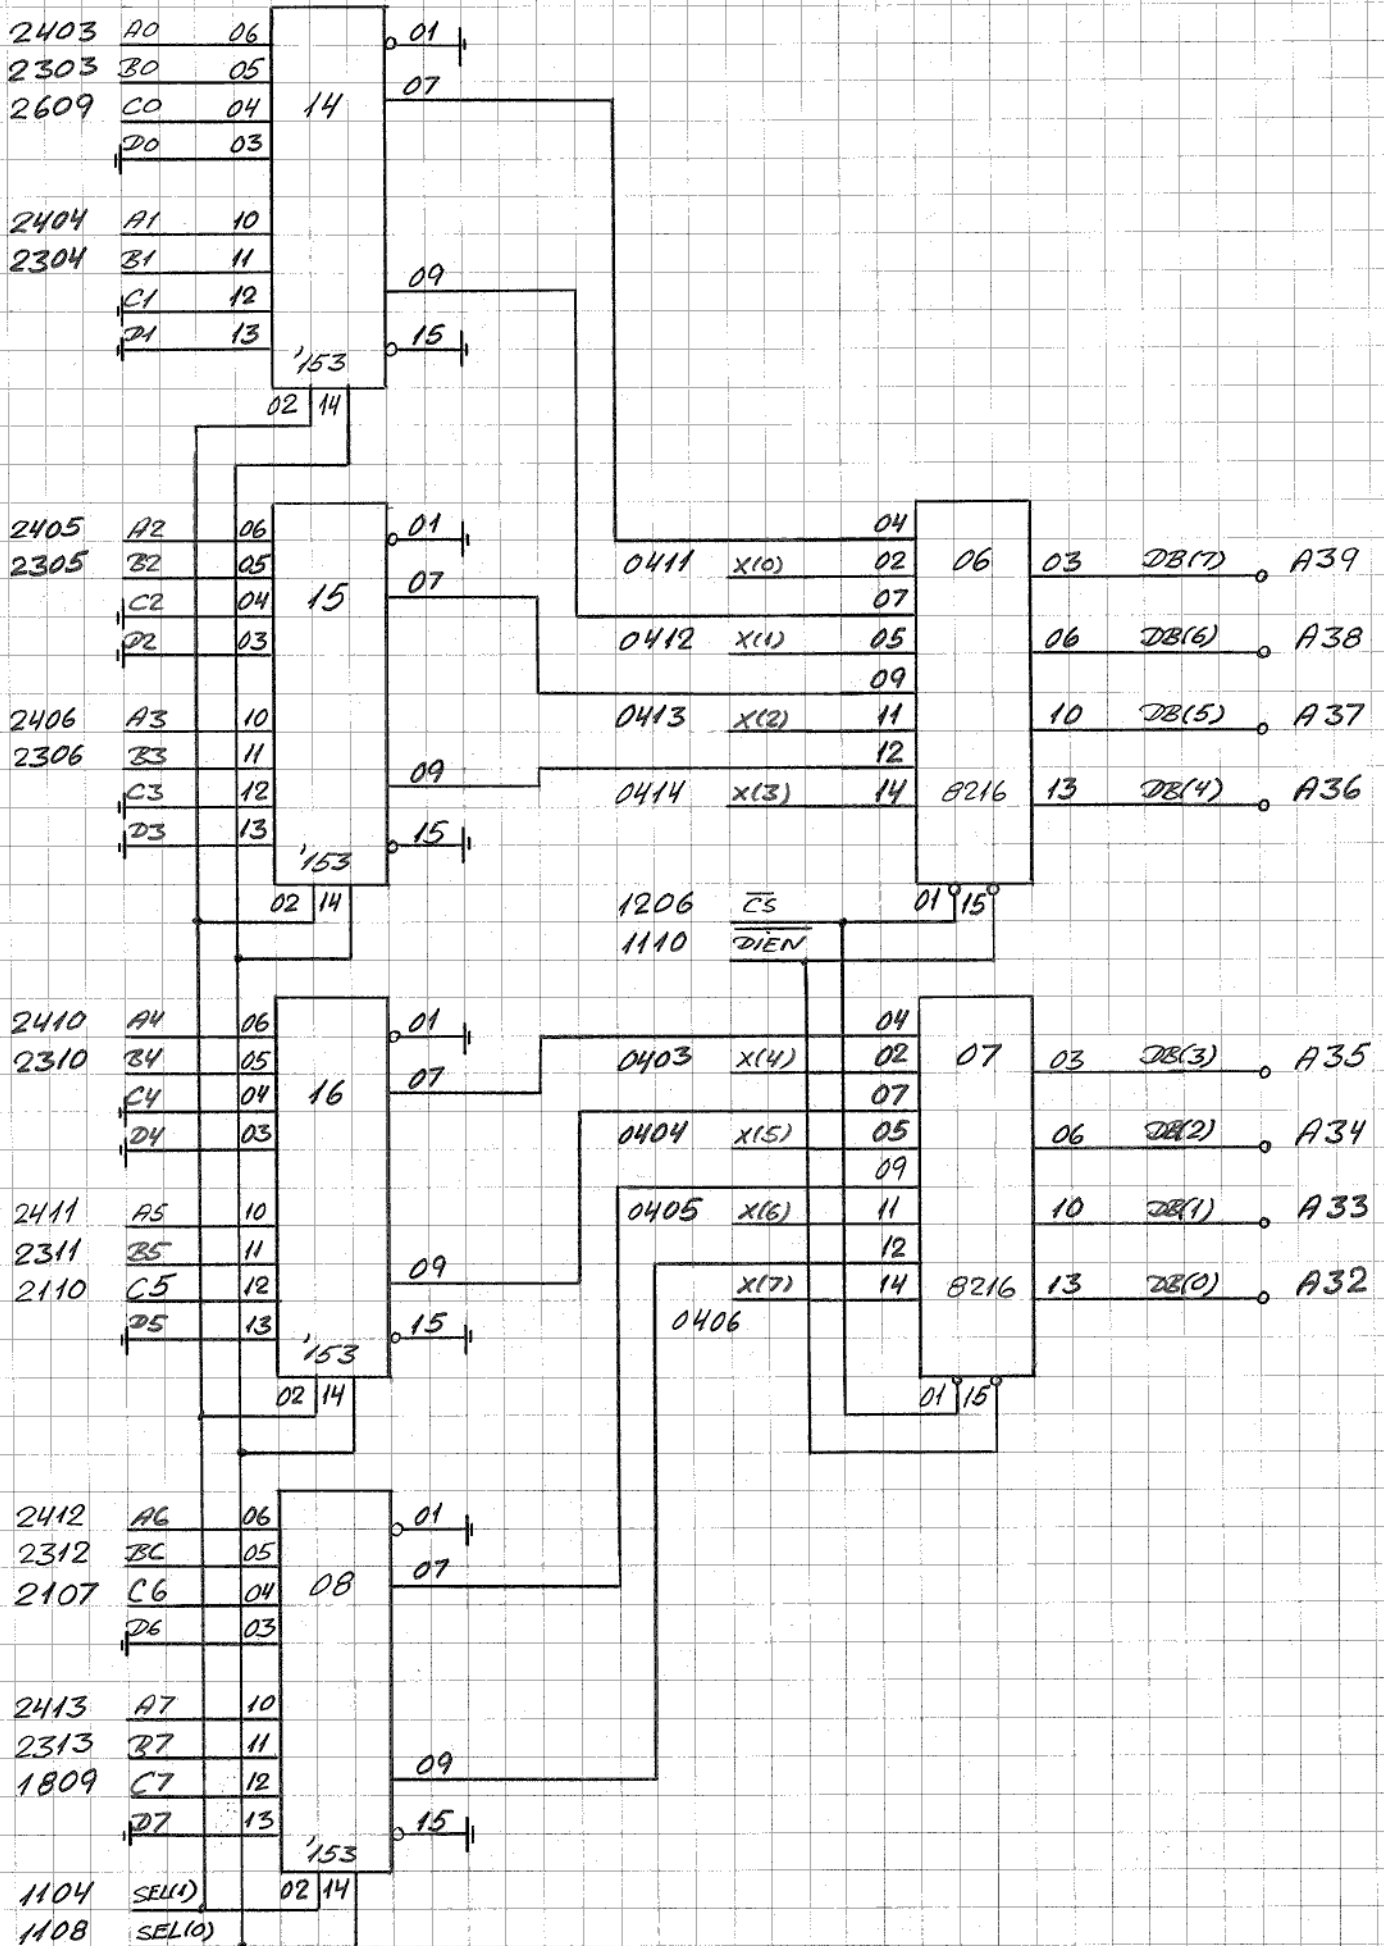 2403 A0 06 01
2303 B0 05
07
2609 C0 04 14
D0 03
2404 A1 10
2304 B1 11
09
C1 12
D1 13 15
'153
02 14
2405 A2 06 01 04
2305 B2 05 0411 X(0) 02 06 03 DB(7) A39
07
C2 04 15 07
D2 03 0412 X(1) 05 06 DB(6) A38
09
2406 A3 10 0413 X(2) 11 10 DB(5) A37
2306 B3 11 12
09
C3 12 0414 X(3) 14 8216 13 DB(4) A36
D3 13 15
'153
02 14 1206 CS 01 15
1110 DIEN
2410 A4 06 01 04
2310 B4 05 0403 X(4) 02 07 03 DB(3) A35
07
C4 04 16 07
D4 03 0404 X(5) 05 06 DB(2) A34
09
2411 A5 10 0405 X(6) 11 10 DB(1) A33
2311 B5 11 12
09
2110 C5 12 X(7) 14 8216 13 DB(0) A32
D5 13 15 0406
'153
02 14 01 15
2412 A6 06 01
2312 B6 05
07
2107 C6 04 08
D6 03
2413 A7 10
2313 B7 11
09
1809 C7 12
D7 13 15
'153
1104 SEL(1) 02 14
1108 SEL(0)